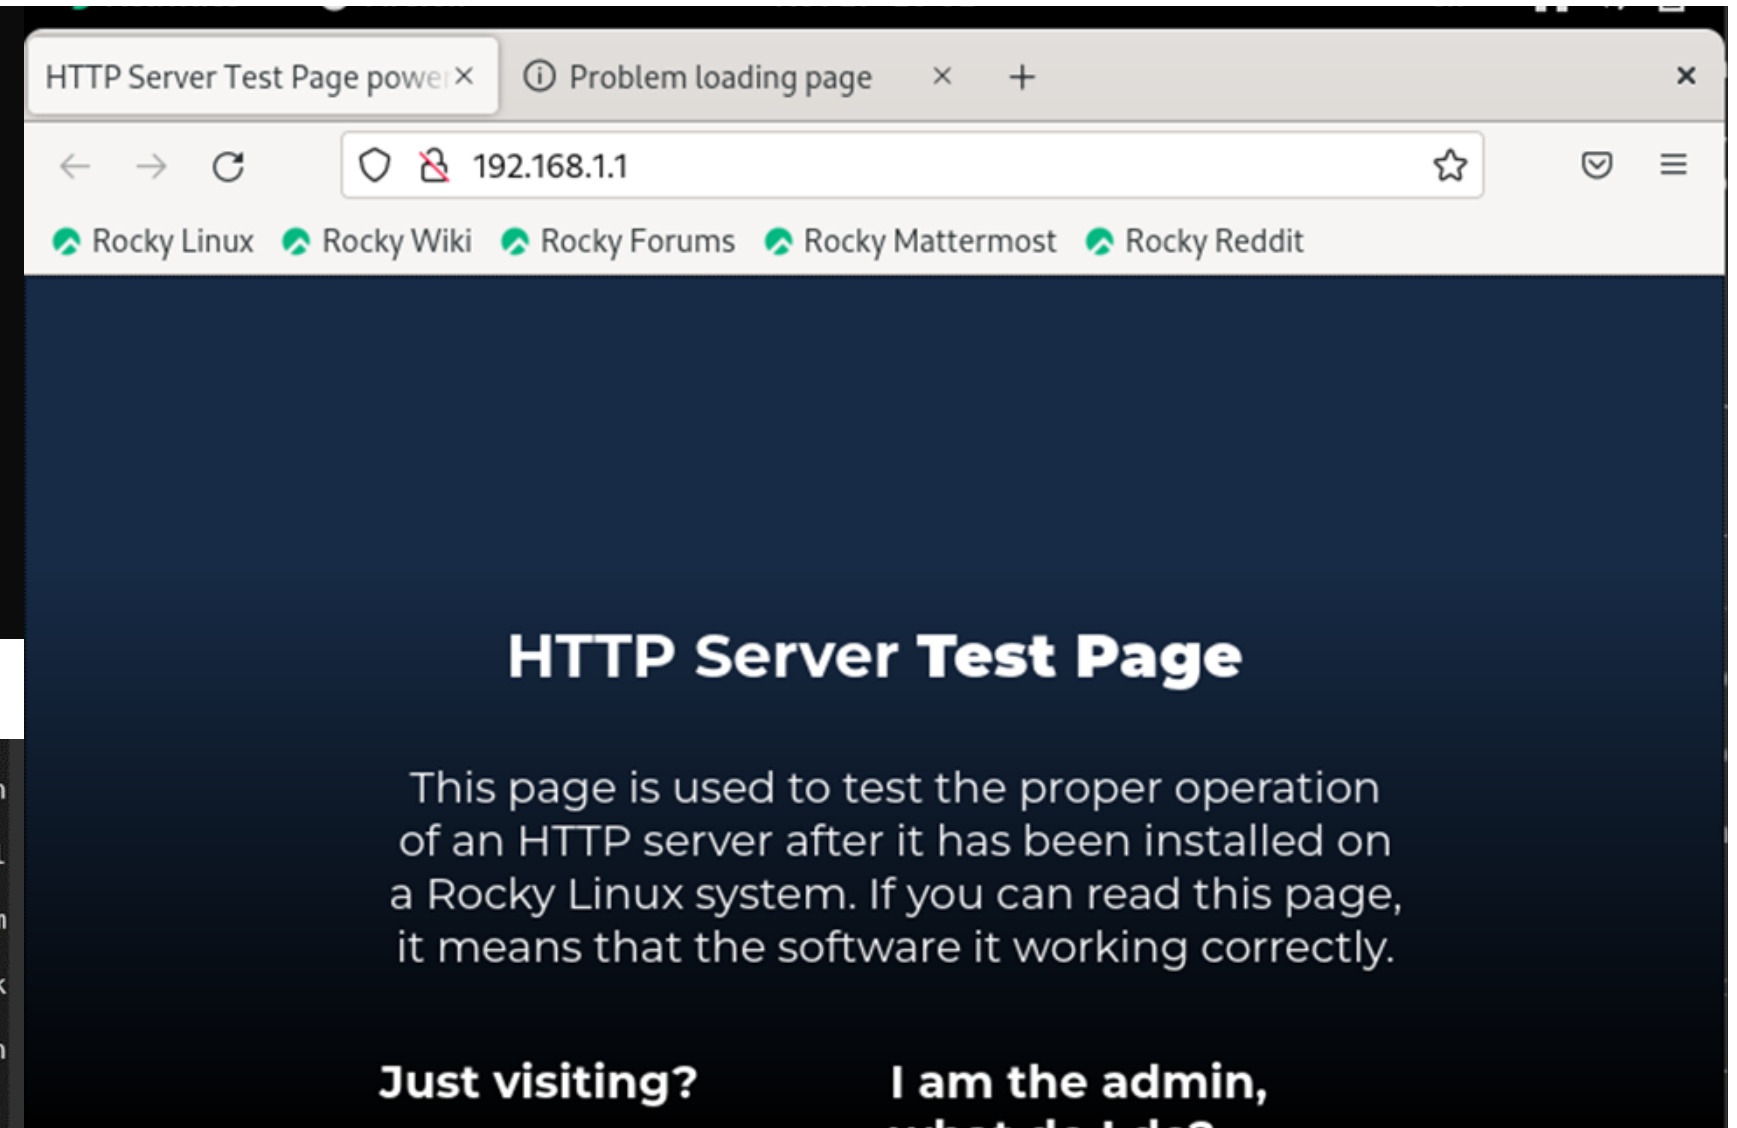 HTTP Server Test Page powe
Problem loading page
192.168.1.1
Rocky Linux Rocky Wiki Rocky Forums Rocky Mattermost Rocky Reddit
HTTP Server Test Page
This page is used to test the proper operation
of an HTTP server after it has been installed on
a Rocky Linux system. If you can read this page,
it means that the software it working correctly.
Just visiting?
I am the admin,
what do I do?